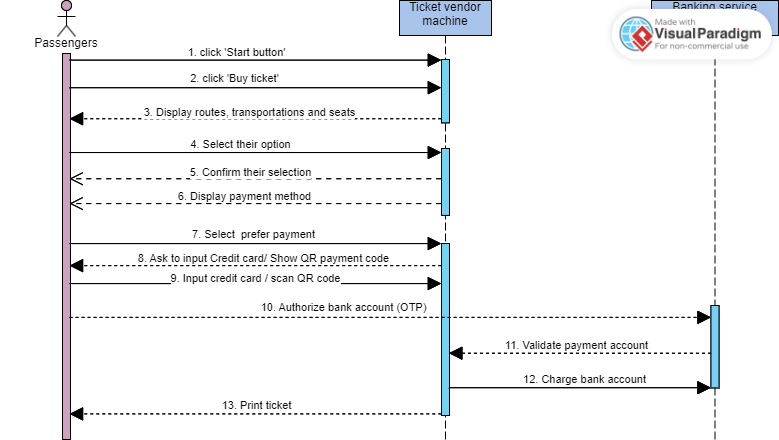 Ticket vendor
machine
Banking service
Made with
VisualParadigm
For non-commercial use
Passengers
1. click 'Start button'
2. click 'Buy ticket'
3. Display routes, transportations and seats
4. Select their option
5. Confirm their selection
6. Display payment method
7. Select  prefer payment
8. Ask to input Credit card/ Show QR payment code
9. Input credit card / scan QR code
10. Authorize bank account (OTP)
11. Validate payment account
12. Charge bank account
13. Print ticket